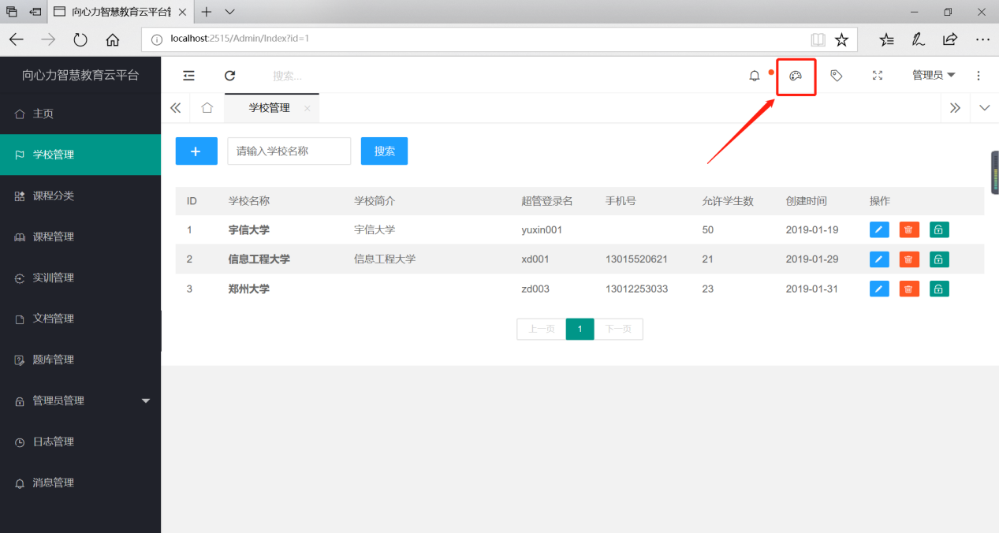 向心力智慧教育云平台管
localhost:2515/Admin/Index?id=1
向心力智慧教育云平台
搜索...
管理员
主页
学校管理
学校管理
课程分类
课程管理
实训管理
文档管理
题库管理
管理员管理
日志管理
消息管理
+ 请输入学校名称 搜索
ID 学校名称 学校简介 超管登录名 手机号 允许学生数 创建时间 操作
1 宇信大学 宇信大学 yuxin001 50 2019-01-19
2 信息工程大学 信息工程大学 xd001 13015520621 21 2019-01-29
3 郑州大学 zd003 13012253033 23 2019-01-31
上一页 1 下一页